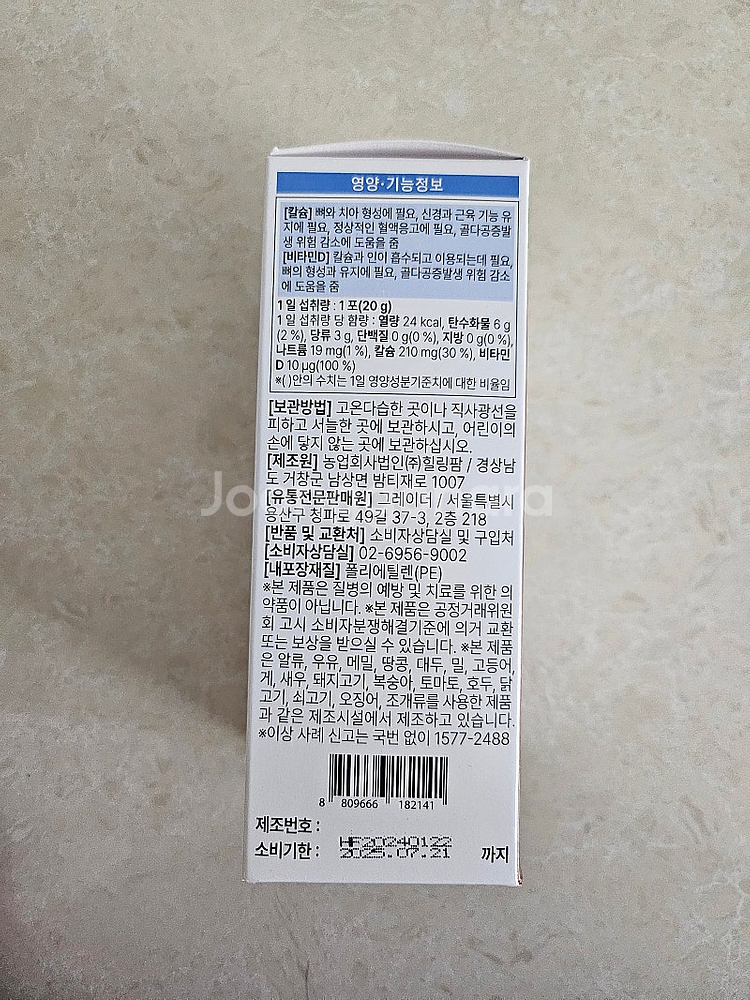 영양·기능정보
[칼슘] 뼈와 치아 형성에 필요, 신경과 근육 기능 유
지에 필요, 정상적인 혈액응고에 필요, 골다공증발
생 위험 감소에 도움을 줌
[비타민D] 칼슘과 인이 흡수되고 이용되는데 필요,
뼈의 형성과 유지에 필요, 골다공증발생 위험 감소
에 도움을 줌
1일 섭취량 : 1포(20 g)
1일 섭취량 당 함량 : 열량 24 kcal, 탄수화물 6 g
(2 %), 당류 3 g, 단백질 0 g(0 %), 지방 0 g(0 %),
나트륨 19 mg(1 %), 칼슘 210 mg(30 %), 비타민
D 10 μg(100 %)
※( )안의 수치는 1일 영양성분기준치에 대한 비율임
[보관방법] 고온다습한 곳이나 직사광선을
피하고 서늘한 곳에 보관하시고, 어린이의
손에 닿지 않는 곳에 보관하십시오.
[제조원] 농업회사법인㈜힐링팜 / 경상남
도 거창군 남상면 밤티재로 1007
[유통전문판매원] 그레이더 / 서울특별시
용산구 청파로 49길 37-3, 2층 218
[반품 및 교환처] 소비자상담실 및 구입처
[소비자상담실] 02-6956-9002
[내포장재질] 폴리에틸렌(PE)
※본 제품은 질병의 예방 및 치료를 위한 의
약품이 아닙니다. ※본 제품은 공정거래위원
회 고시 소비자분쟁해결기준에 의거 교환
또는 보상을 받으실 수 있습니다. ※본 제품
은 알류, 우유, 메밀, 땅콩, 대두, 밀, 고등어,
게, 새우, 돼지고기, 복숭아, 토마토, 호두, 닭
고기, 쇠고기, 오징어, 조개류를 사용한 제품
과 같은 제조시설에서 제조하고 있습니다.
※이상 사례 신고는 국번 없이 1577-2488
8 809666 182141
제조번호 : HF20240122
소비기한 : 2025.07.21 까지